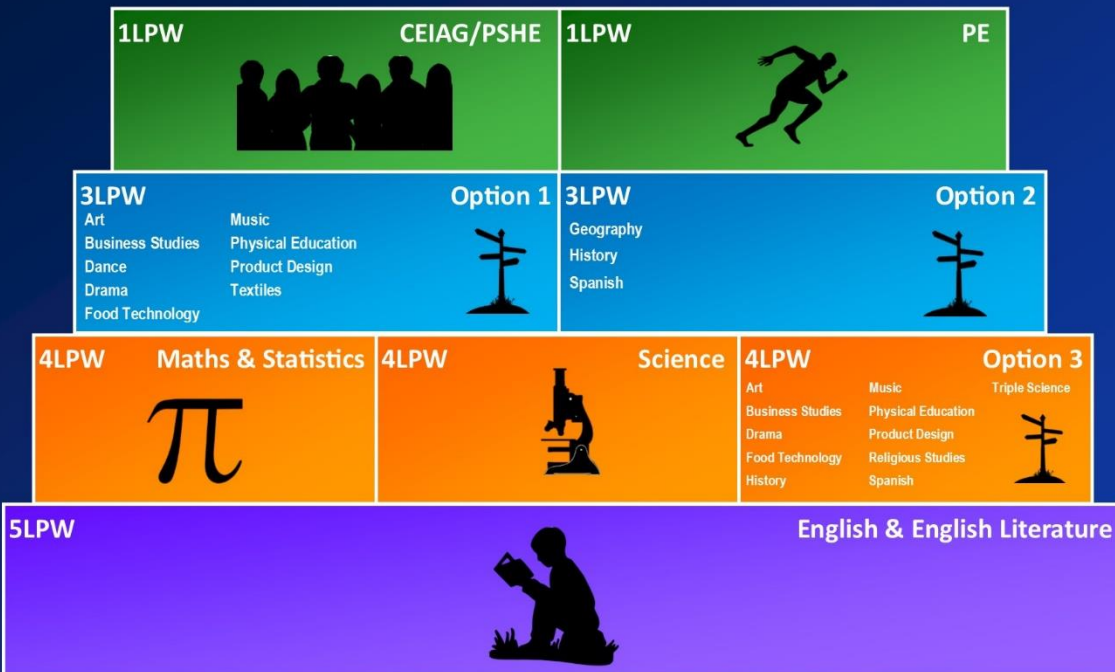 1LPW CEIAG/PSHE
1LPW PE
3LPW Option 1
Art
Business Studies
Dance
Drama
Food Technology
Music
Physical Education
Product Design
Textiles
3LPW Option 2
Geography
History
Spanish
4LPW Maths & Statistics
π
4LPW Science
4LPW Option 3
Art
Business Studies
Drama
Food Technology
History
Music
Physical Education
Product Design
Religious Studies
Spanish
Triple Science
5LPW English & English Literature